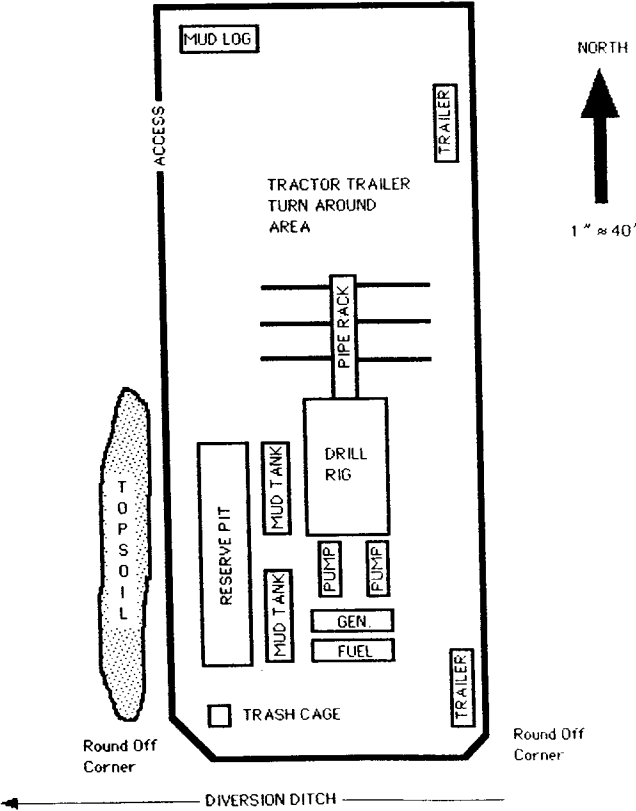 MUD LOG
NORTH
TRAILER
ACCESS
TRACTOR TRAILER
TURN AROUND
AREA
1" ≈ 40'
PIPE RACK
DRILL
RIG
MUD TANK
TOPSOIL
RESERVE PIT
PUMP
PUMP
MUD TANK
GEN.
FUEL
TRAILER
TRASH CAGE
Round Off
Corner
Round Off
Corner
DIVERSION DITCH